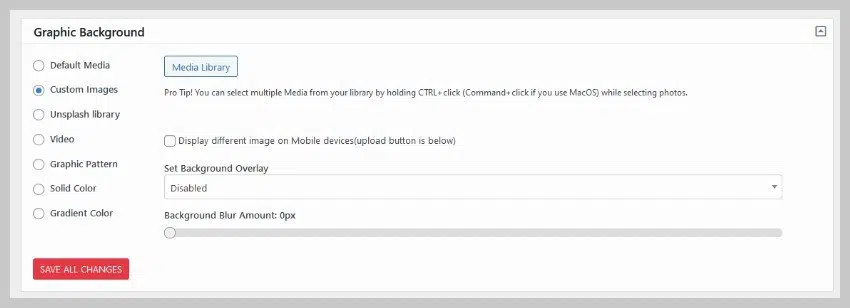 Graphic Background
Default Media
Custom Images
Unsplash library
Video
Graphic Pattern
Solid Color
Gradient Color
Media Library
Pro Tip! You can select multiple Media from your library by holding CTRL+click (Command+click if you use MacOS) while selecting photos.
Display different image on Mobile devices(upload button is below)
Set Background Overlay
Disabled
Background Blur Amount: 0px
SAVE ALL CHANGES